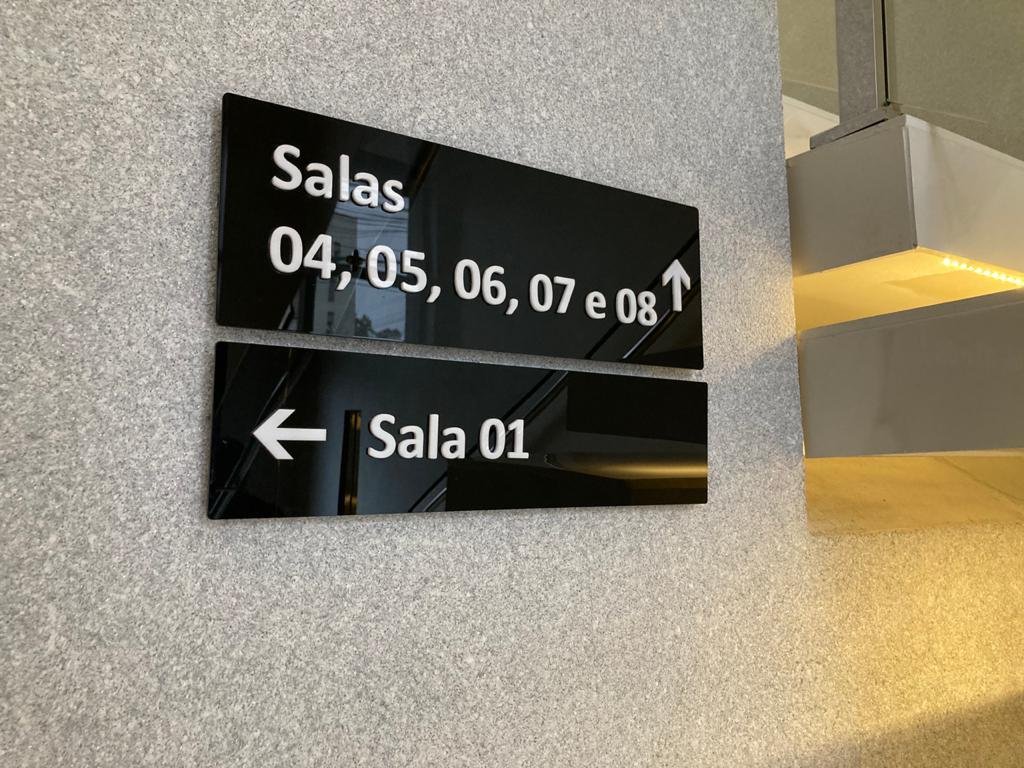 Salas
04, 05, 06, 07 e 08 ↑
← Sala 01